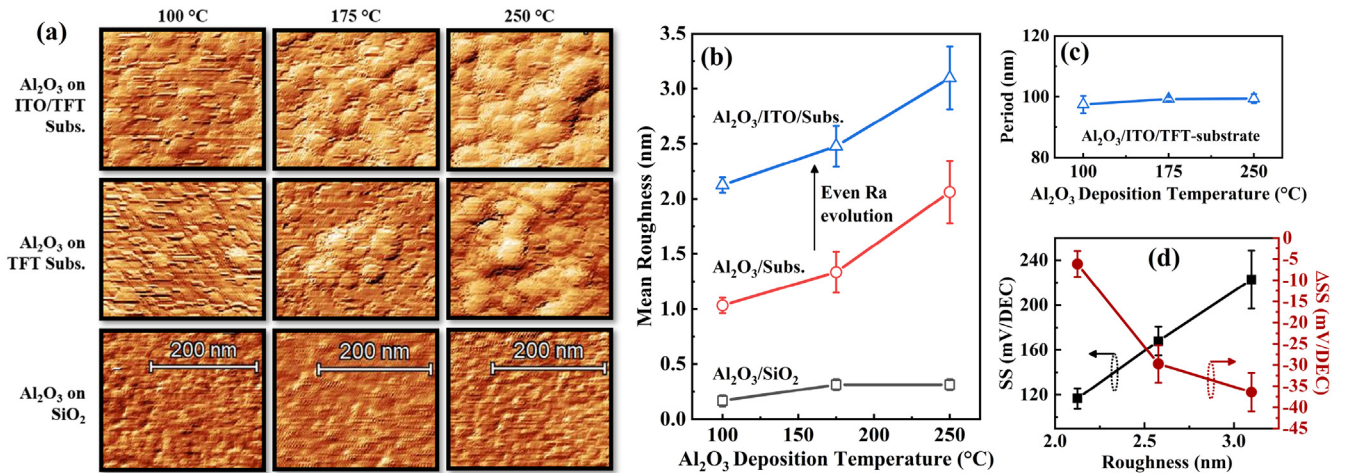 (a)
100 °C
175 °C
250 °C
Al₂O₃ on
ITO/TFT
Subs.
Al₂O₃ on
TFT Subs.
Al₂O₃ on
SiO₂
200 nm
200 nm
200 nm
(b)
3.5
3.0
2.5
2.0
1.5
1.0
0.5
0.0
Mean Roughness (nm)
Al₂O₃/ITO/Subs.
Even Ra
evolution
Al₂O₃/Subs.
Al₂O₃/SiO₂
100
150
200
250
Al₂O₃ Deposition Temperature (°C)
(c)
120
100
80
Period (nm)
Al₂O₃/ITO/TFT-substrate
100
175
250
Al₂O₃ Deposition Temperature (°C)
(d)
240
200
160
120
SS (mV/DEC)
0
-5
-10
-15
-20
-25
-30
-35
-40
-45
ΔSS (mV/DEC)
2.0
2.5
3.0
Roughness (nm)